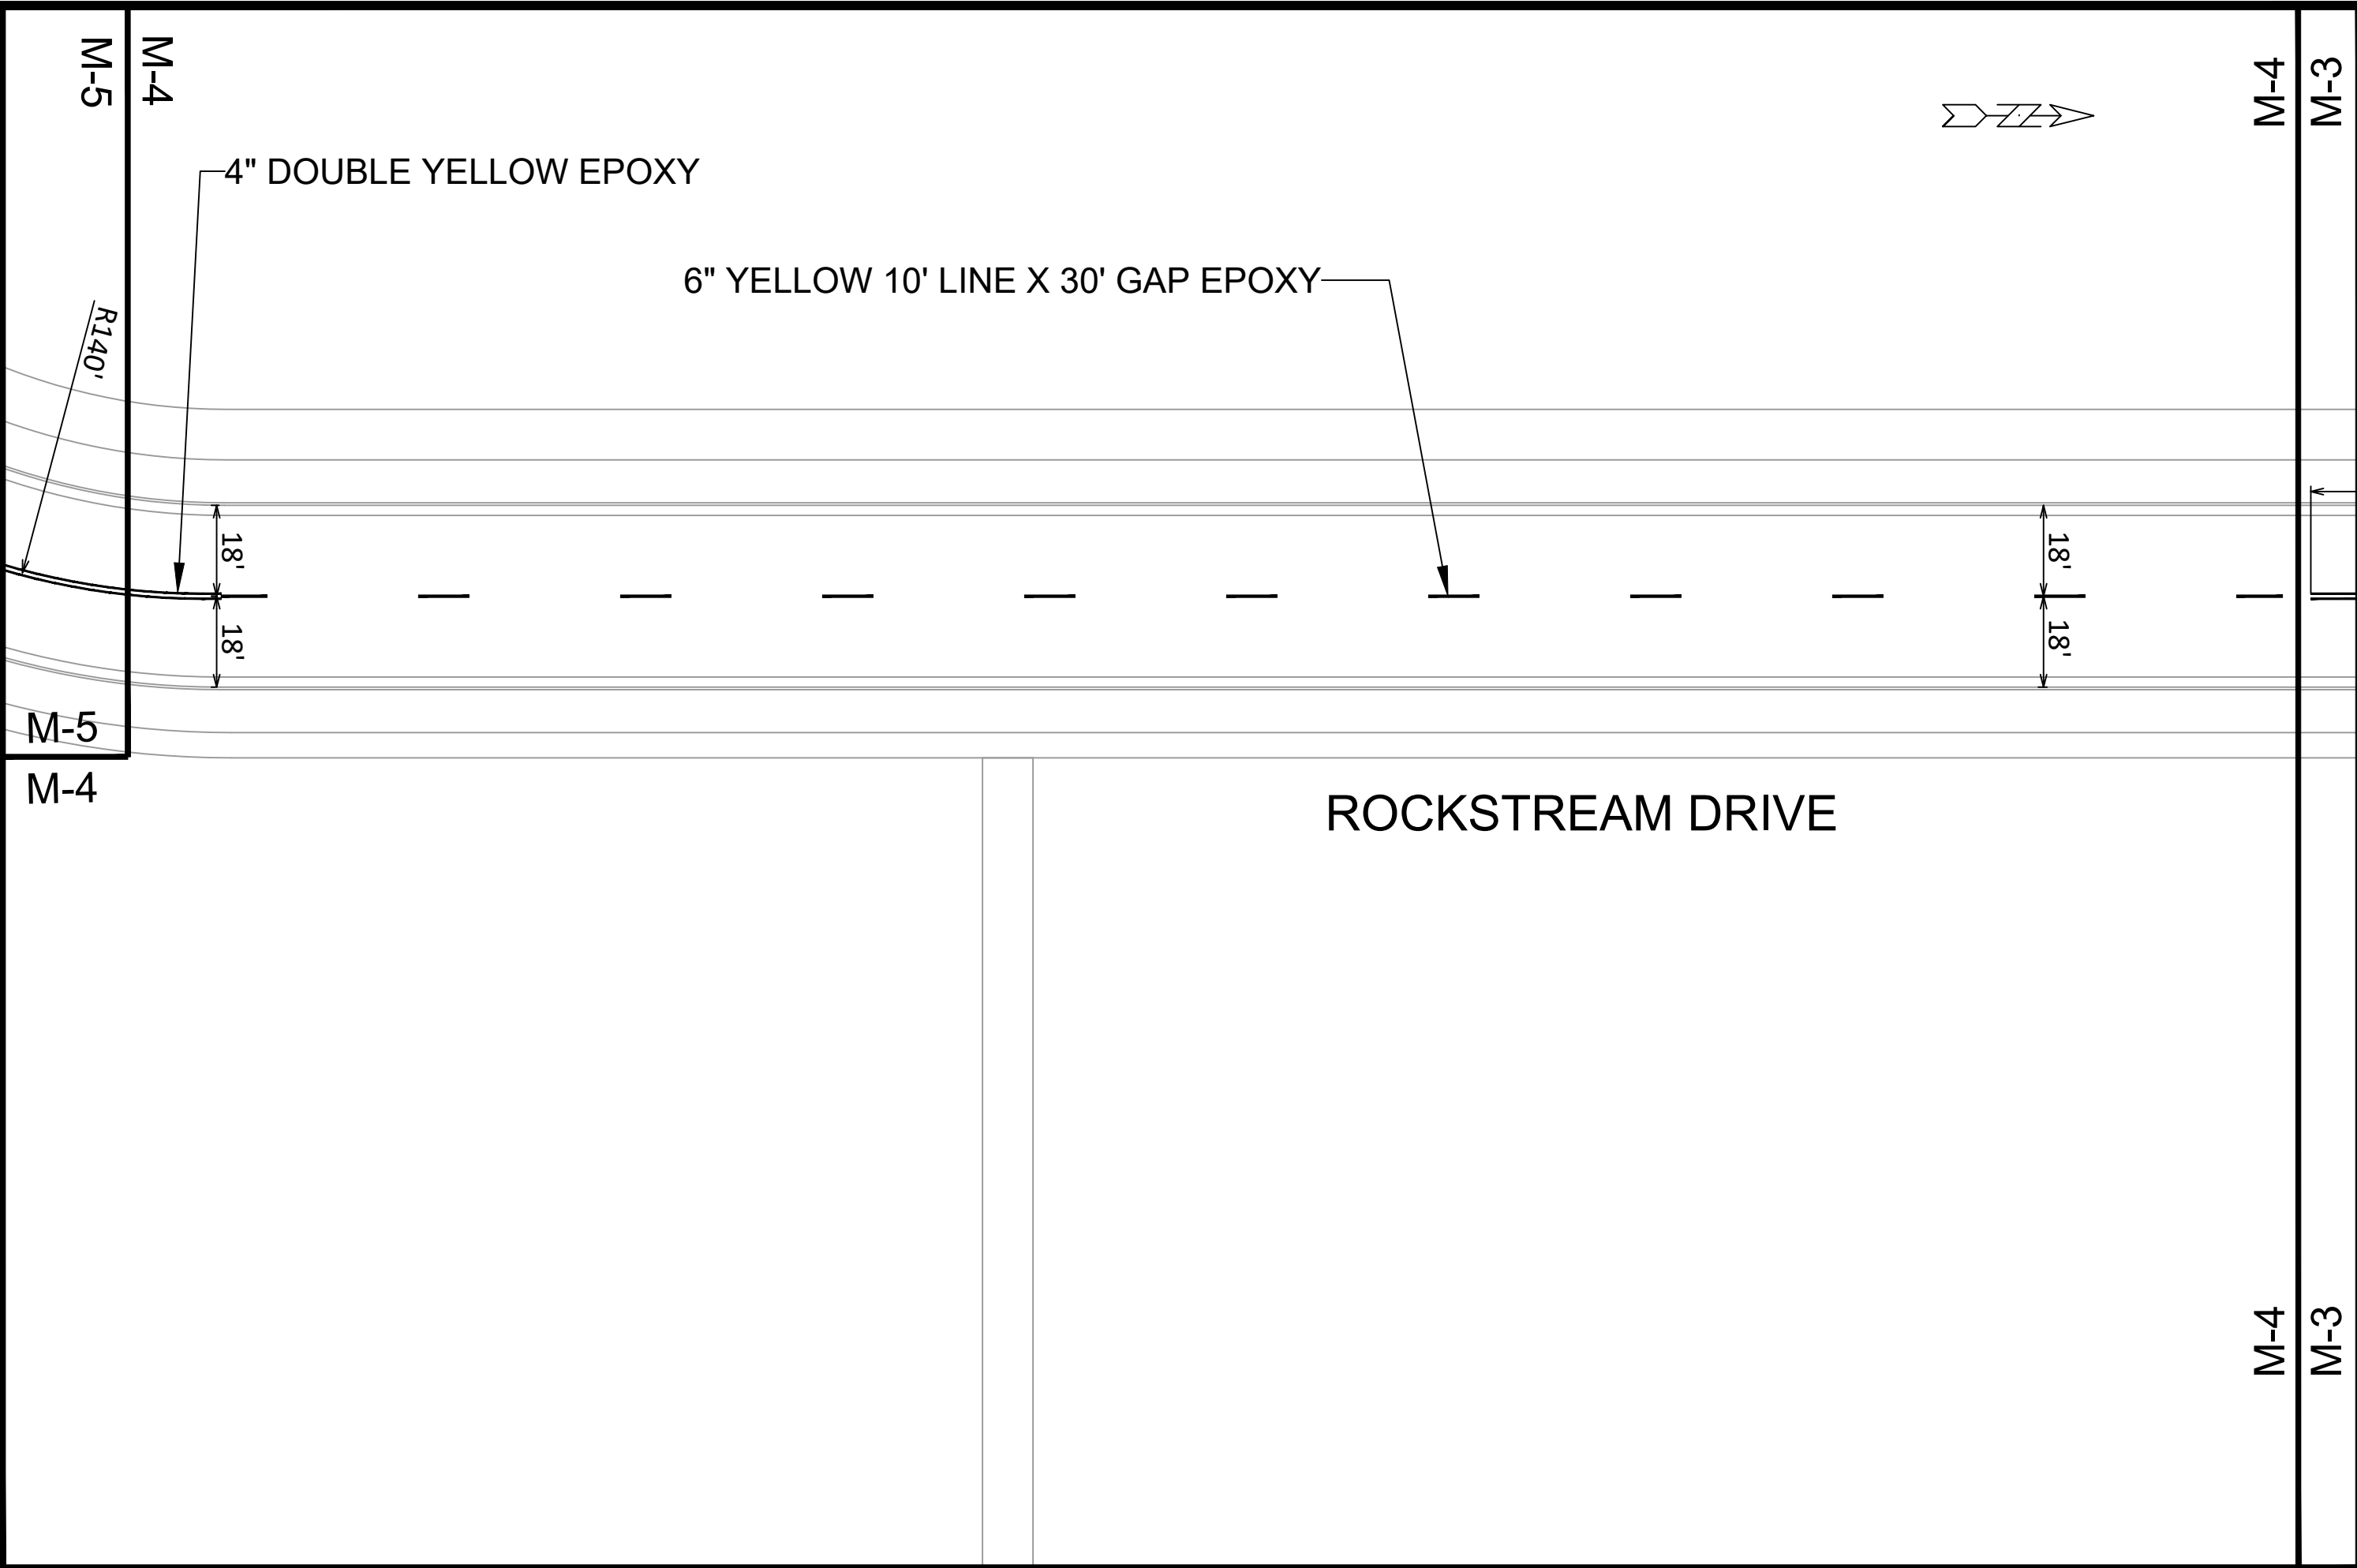 M-5
M-4
M-4
M-3
4" DOUBLE YELLOW EPOXY
6" YELLOW 10' LINE X 30' GAP EPOXY
R140'
18'
18'
18'
18'
M-5
M-4
ROCKSTREAM DRIVE
M-4
M-3